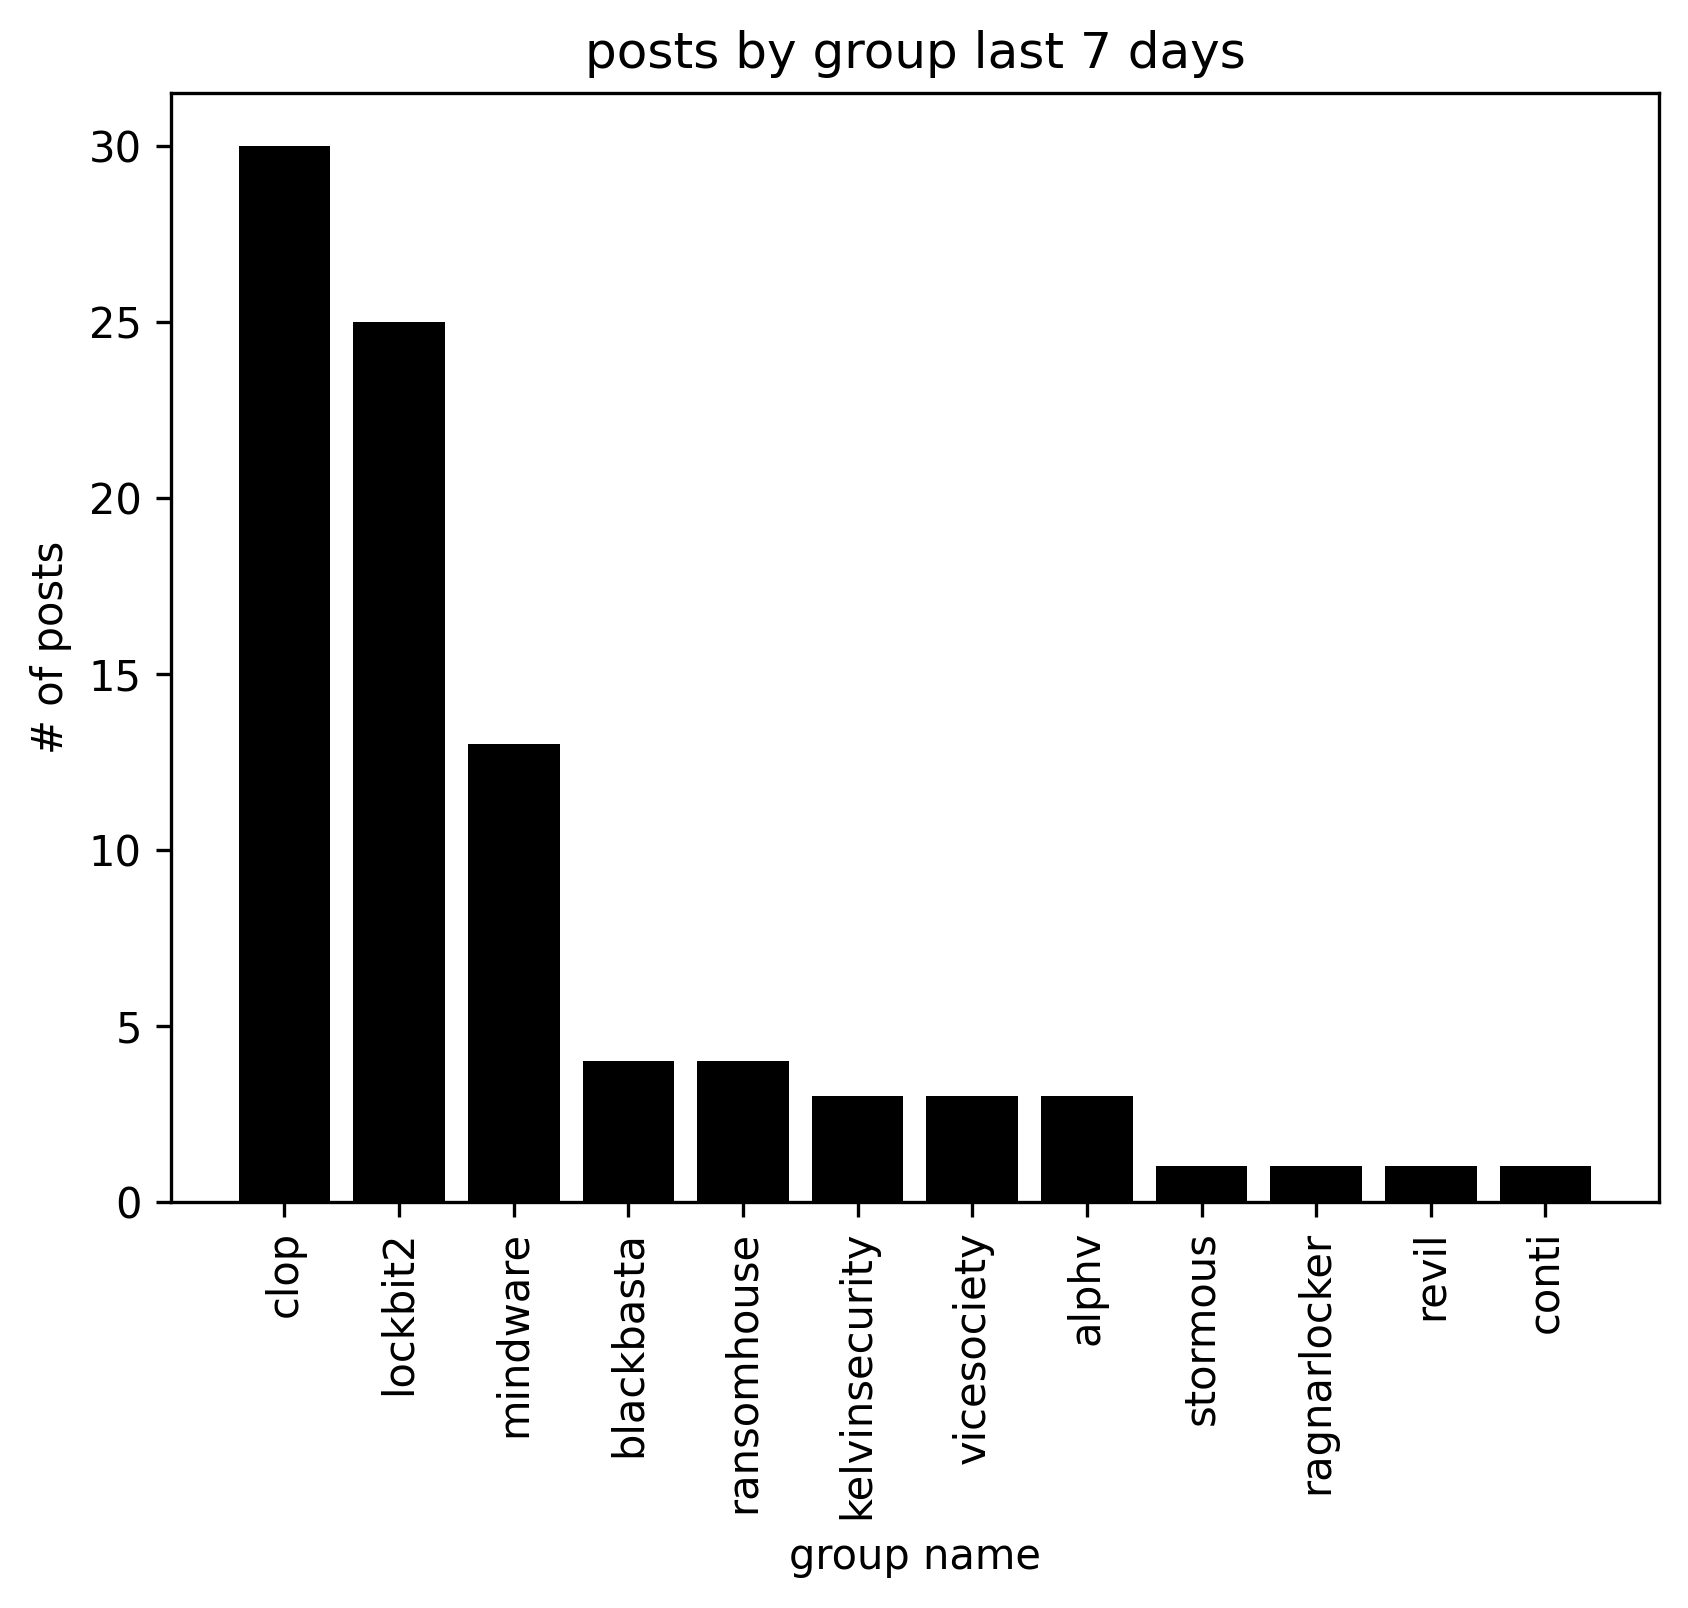 posts by group last 7 days
# of posts
30
25
20
15
10
5
0
clop
lockbit2
mindware
blackbasta
ransomhouse
kelvinsecurity
vicesociety
alphv
stormous
ragnarlocker
revil
conti
group name